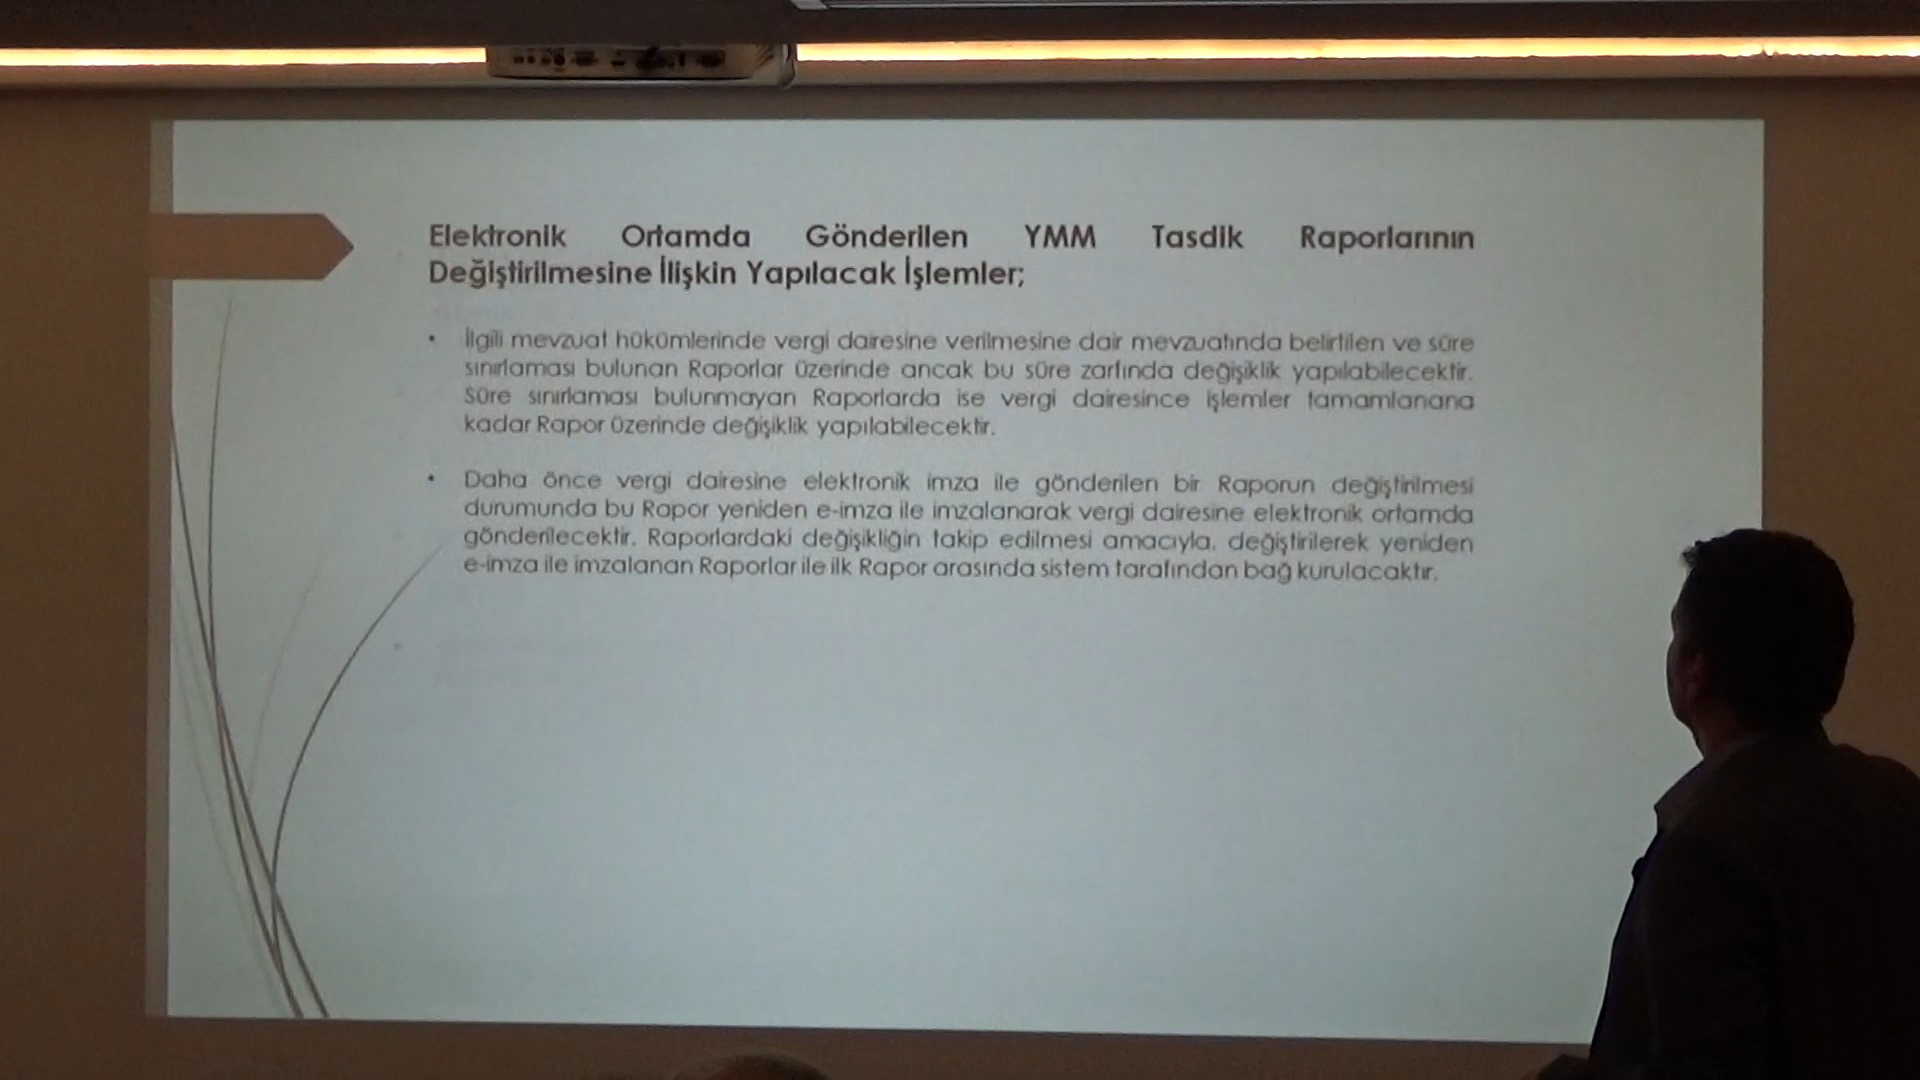 Elektronik Ortamda Gönderilen YMM Tasdik Raporlarının
Değiştirilmesine İlişkin Yapılacak İşlemler;
• İlgili mevzuat hükümlerinde vergi dairesine verilmesine dair mevzuatında belirtilen ve süre
sınırlaması bulunan Raporlar üzerinde ancak bu süre zarfında değişiklik yapılabilecektir.
Süre sınırlaması bulunmayan Raporlarda ise vergi dairesince işlemler tamamlanana
kadar Rapor üzerinde değişiklik yapılabilecektir.
• Daha önce vergi dairesine elektronik imza ile gönderilen bir Raporun değiştirilmesi
durumunda bu Rapor yeniden e-imza ile imzalanarak vergi dairesine elektronik ortamda
gönderilecektir. Raporlardaki değişikliğin takip edilmesi amacıyla, değiştirilerek yeniden
e-imza ile imzalanan Raporlar ile ilk Rapor arasında sistem tarafından bağ kurulacaktır.